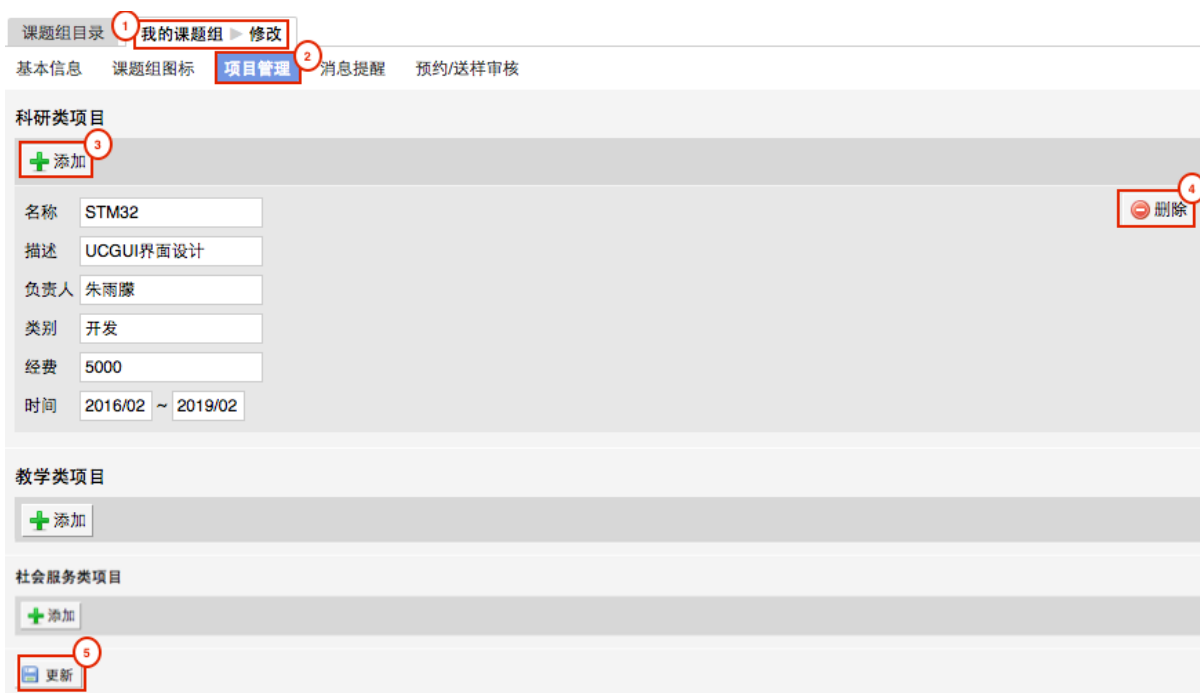 课题组目录 1 我的课题组 ▶ 修改
基本信息 课题组图标 项目管理 2 消息提醒 预约/送样审核
科研类项目
添加 3
名称 STM32 删除 4
描述 UCGUI界面设计
负责人 朱雨朦
类别 开发
经费 5000
时间 2016/02 ~ 2019/02
教学类项目
添加
社会服务类项目
添加
更新 5